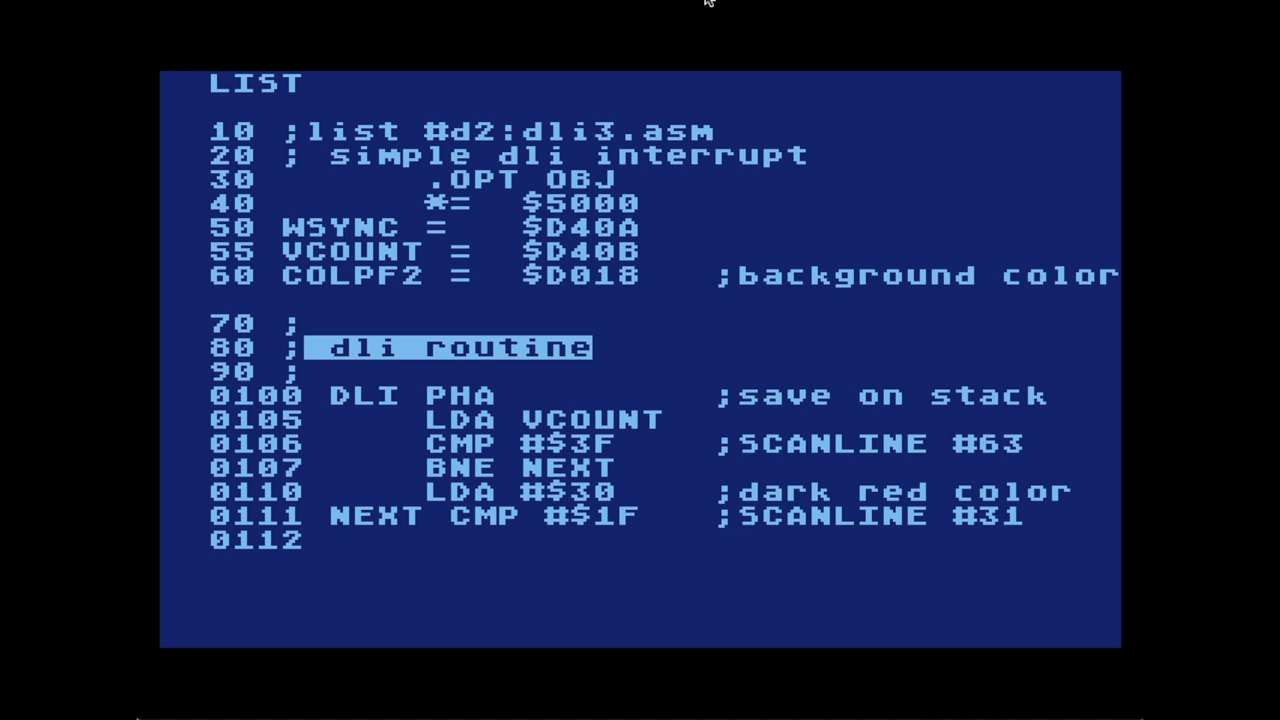 LIST
10 ;list #d2:dli3.asm
20 ; simple dli interrupt
30 .OPT OBJ
40 *= $5000
50 WSYNC = $D40A
55 VCOUNT = $D40B
60 COLPF2 = $D018 ;background color
70 ;
80 ; dli routine
90 ;
0100 DLI PHA ;save on stack
0105 LDA VCOUNT
0106 CMP #$3F ;SCANLINE #63
0107 BNE NEXT
0110 LDA #$30 ;dark red color
0111 NEXT CMP #$1F ;SCANLINE #31
0112